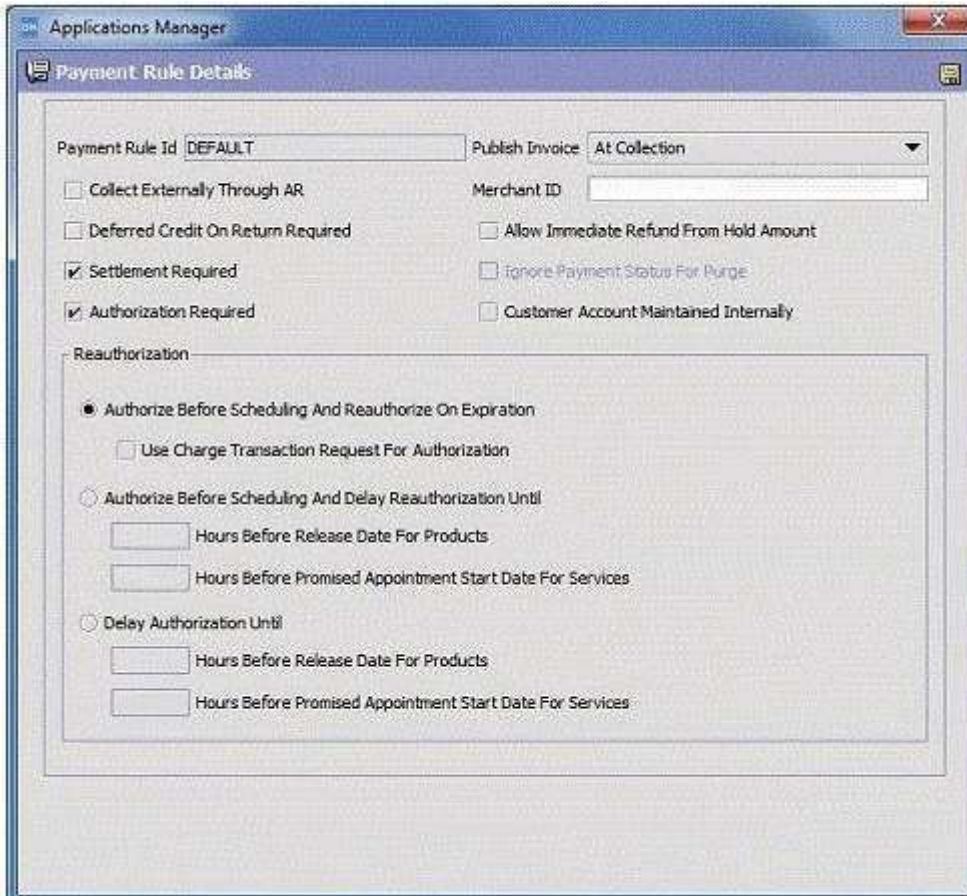 Applications Manager
Payment Rule Details
Payment Rule Id DEFAULT Publish Invoice At Collection
Collect Externally Through AR Merchant ID
Deferred Credit On Return Required Allow Immediate Refund From Hold Amount
Settlement Required Ignore Payment Status For Purge
Authorization Required Customer Account Maintained Internally
Reauthorization
Authorize Before Scheduling And Reauthorize On Expiration
Use Charge Transaction Request For Authorization
Authorize Before Scheduling And Delay Reauthorization Until
Hours Before Release Date For Products
Hours Before Promised Appointment Start Date For Services
Delay Authorization Until
Hours Before Release Date For Products
Hours Before Promised Appointment Start Date For Services